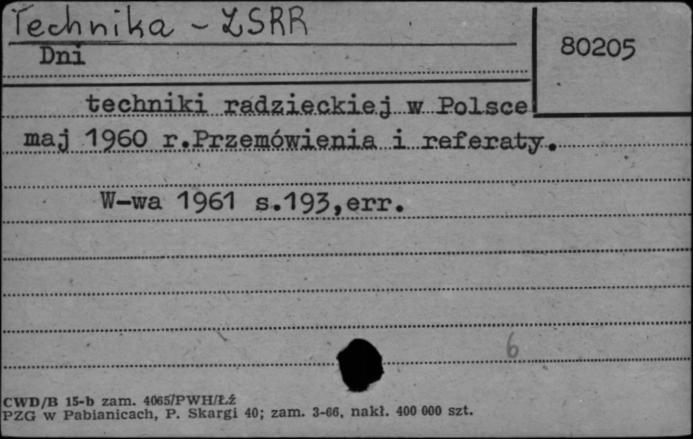 Technika - ZSRR
Dni
80205
techniki radzieckiej w Polsce
maj 1960 r.Przemówienia i referaty.
W-wa 1961 s.193,err.
6
CWD/B 15-b zam. 4065/PWH/Łź
PZG w Pabianicach, P. Skargi 40; zam. 3-66, nakł. 400 000 szt.